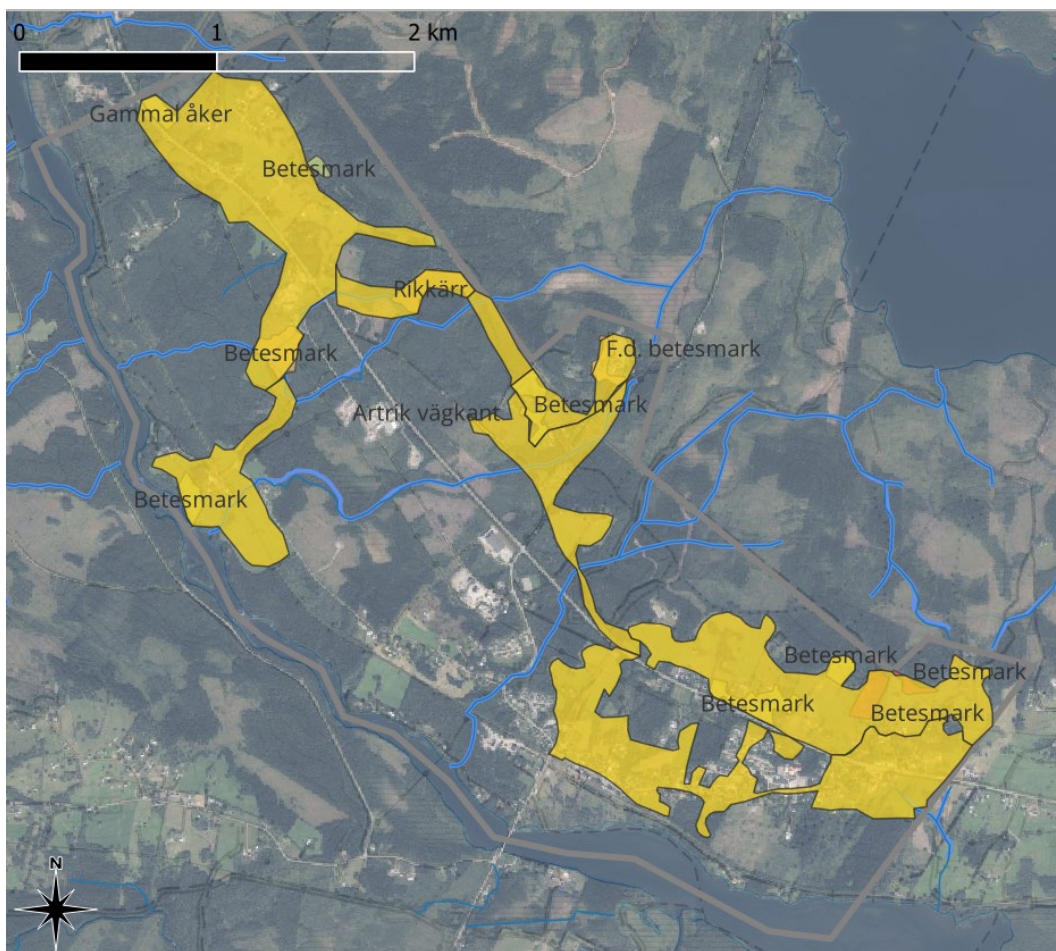 0 1 2 km
Gammal åker
Betesmark
Rikkärr
Betesmark
F.d. betesmark
Betesmark
Artrik vägkant
Betesmark
Betesmark
Betesmark
Betesmark
Betesmark
N